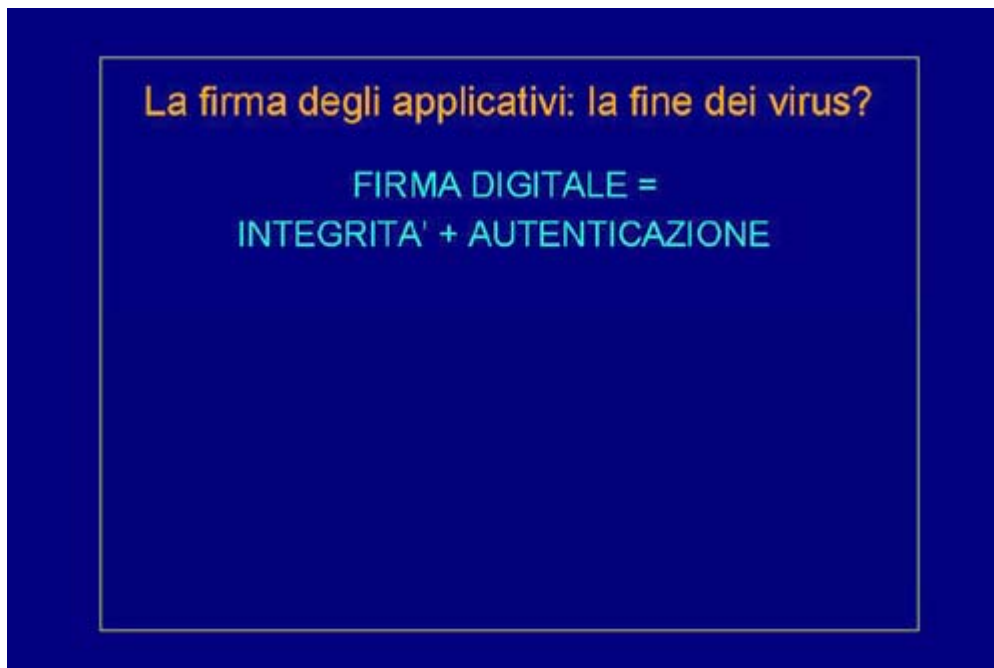 La firma degli applicativi: la fine dei virus?
FIRMA DIGITALE =
INTEGRITA' + AUTENTICAZIONE